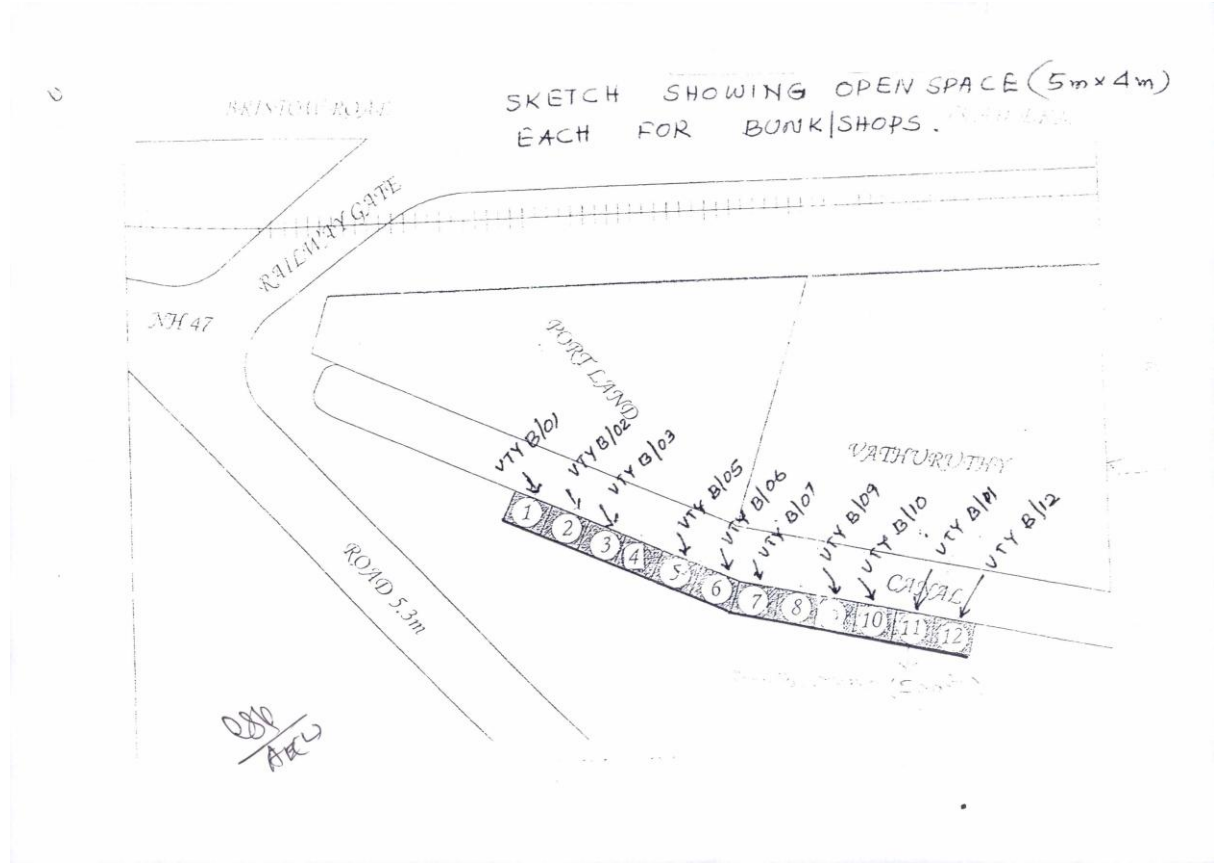 SKETCH SHOWING OPEN SPACE (5m x 4m)
EACH FOR BUNK|SHOPS.
BRISTOW ROAD
RAILWAY GATE
NH 47
PORT LAND
VATHURUTHY
VTY B/01
VTY B/02
VTY B/03
VTY B/05
VTY B/06
VTY B/07
VTY B/09
VTY B/10
VTY B/11
VTY B/12
1
2
3
4
5
6
7
8
9
10
11
12
CANAL
ROAD 5.3m